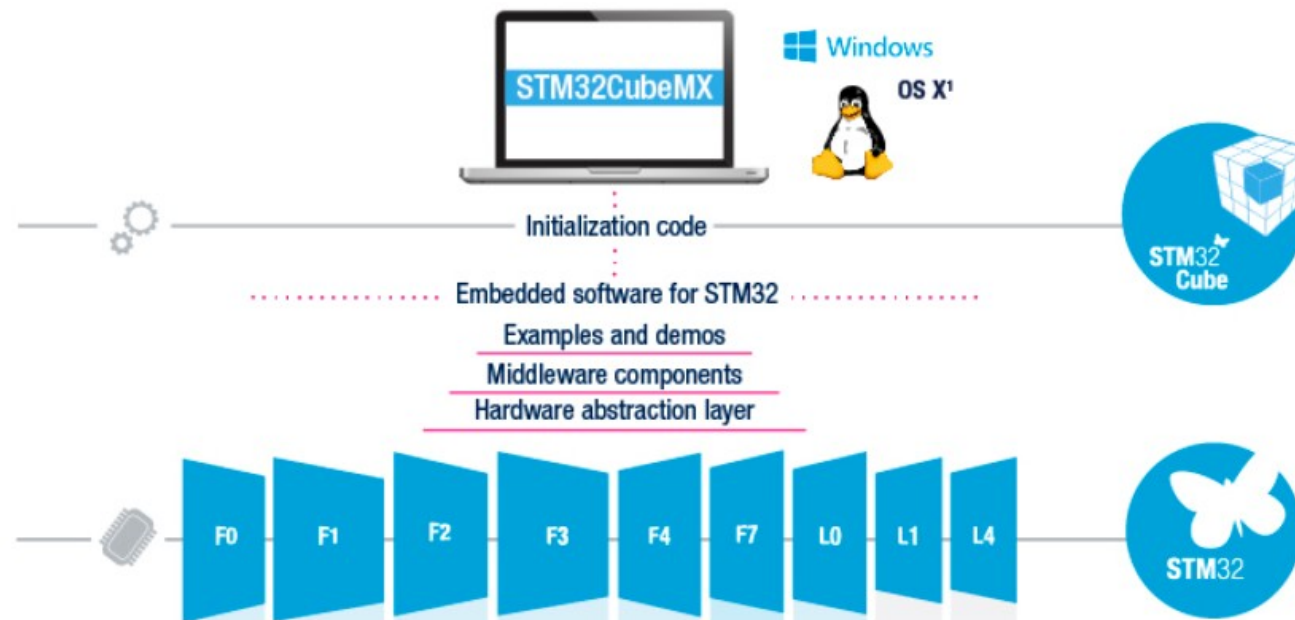 STM32CubeMX
Windows
OS X¹
Initialization code
STM32
Cube
Embedded software for STM32
Examples and demos
Middleware components
Hardware abstraction layer
F0 F1 F2 F3 F4 F7 L0 L1 L4
STM32